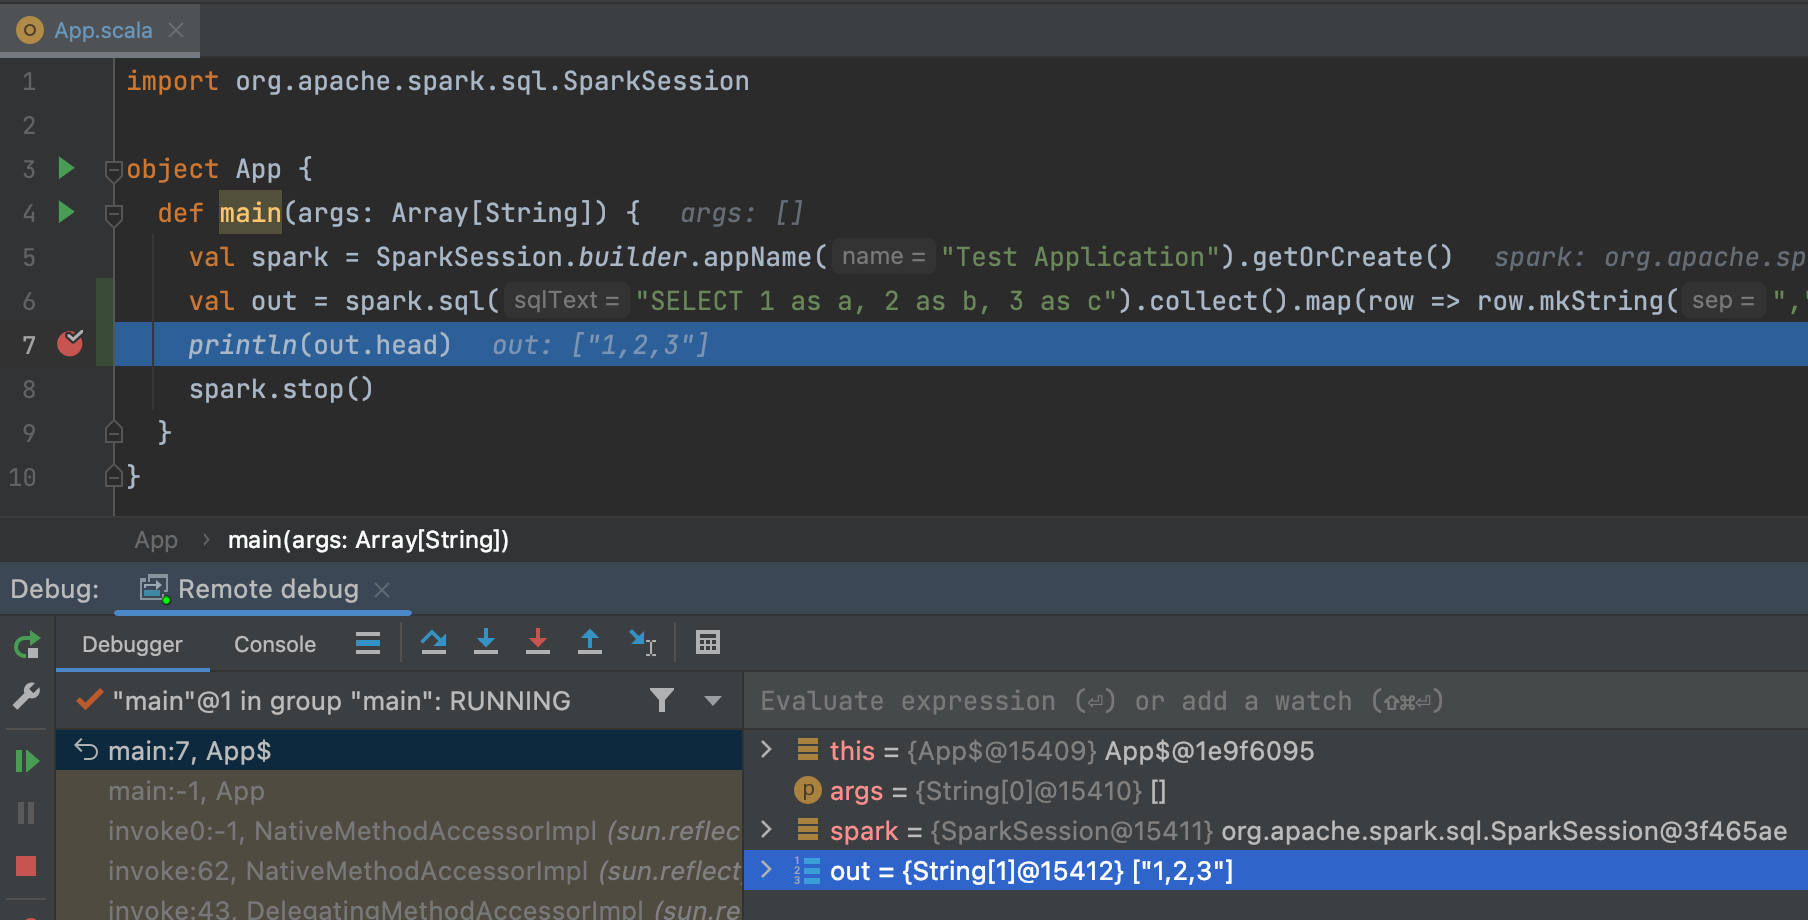 App.scala
1 import org.apache.spark.sql.SparkSession
2
3 object App {
4 def main(args: Array[String]) { args: []
5 val spark = SparkSession.builder.appName( name = "Test Application").getOrCreate() spark: org.apache.sp
6 val out = spark.sql( sqlText = "SELECT 1 as a, 2 as b, 3 as c").collect().map(row => row.mkString( sep = ","
7 println(out.head) out: ["1,2,3"]
8 spark.stop()
9 }
10 }
App › main(args: Array[String])
Debug: Remote debug
Debugger Console
"main"@1 in group "main": RUNNING
main:7, App$
main:-1, App
invoke0:-1, NativeMethodAccessorImpl (sun.reflec
invoke:62, NativeMethodAccessorImpl (sun.reflect
invoke:43, DelegatingMethodAccessorImpl (sun.re
Evaluate expression (⏎) or add a watch (⇧⌘⏎)
this = {App$@15409} App$@1e9f6095
args = {String[0]@15410} []
spark = {SparkSession@15411} org.apache.spark.sql.SparkSession@3f465ae
out = {String[1]@15412} ["1,2,3"]